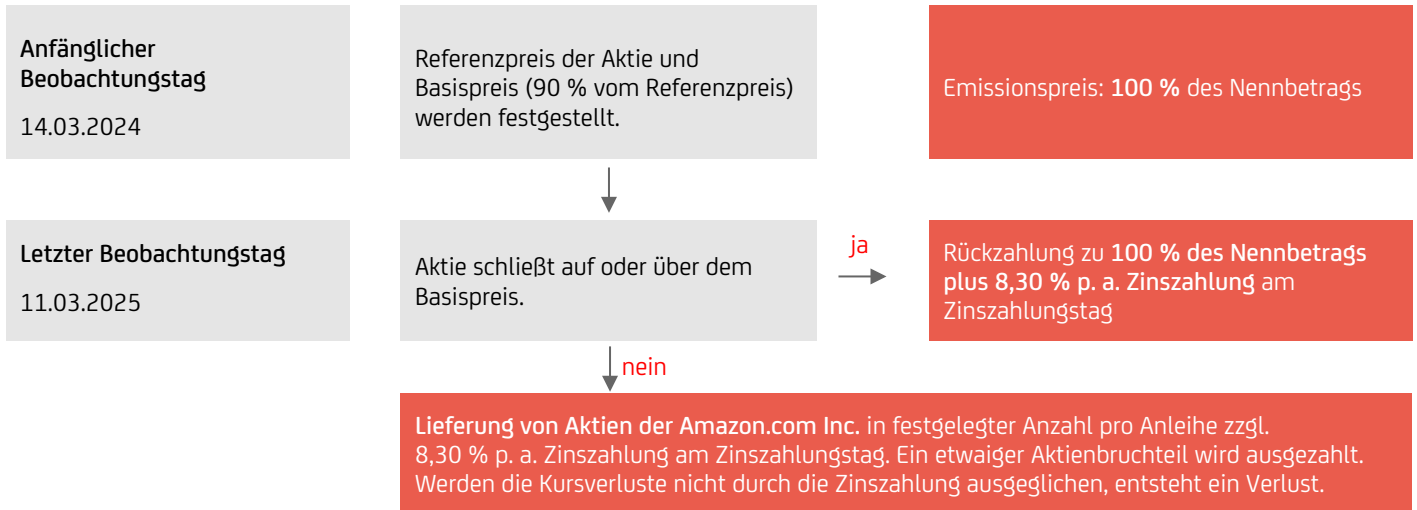 Anfänglicher
Beobachtungstag
14.03.2024
Referenzpreis der Aktie und
Basispreis (90 % vom Referenzpreis)
werden festgestellt.
Emissionspreis: 100 % des Nennbetrags
Letzter Beobachtungstag
11.03.2025
Aktie schließt auf oder über dem
Basispreis.
ja
Rückzahlung zu 100 % des Nennbetrags
plus 8,30 % p. a. Zinszahlung am
Zinszahlungstag
nein
Lieferung von Aktien der Amazon.com Inc. in festgelegter Anzahl pro Anleihe zzgl.
8,30 % p. a. Zinszahlung am Zinszahlungstag. Ein etwaiger Aktienbruchteil wird ausgezahlt.
Werden die Kursverluste nicht durch die Zinszahlung ausgeglichen, entsteht ein Verlust.